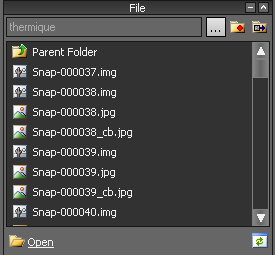 File
thermique
...
Parent Folder
Snap-000037.img
Snap-000038.img
Snap-000038.jpg
Snap-000038_cb.jpg
Snap-000039.img
Snap-000039.jpg
Snap-000039_cb.jpg
Snap-000040.img
Open